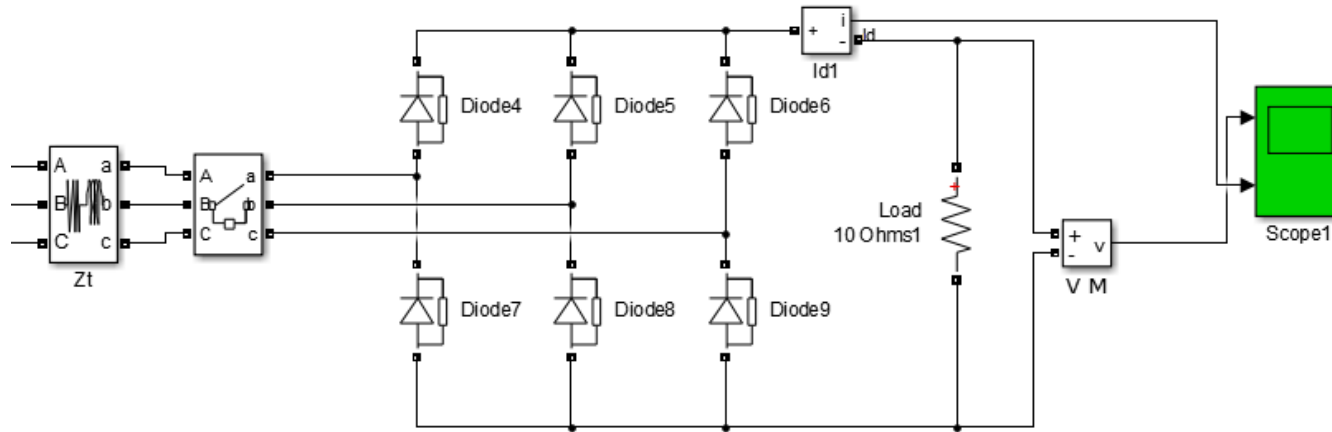 +
i
-
Id
Id1
Diode4
Diode5
Diode6
A
a
B
b
C
c
Zt
A
a
B
b
C
c
+
Load
10 Ohms1
+
-
v
V M
Scope1
Diode7
Diode8
Diode9